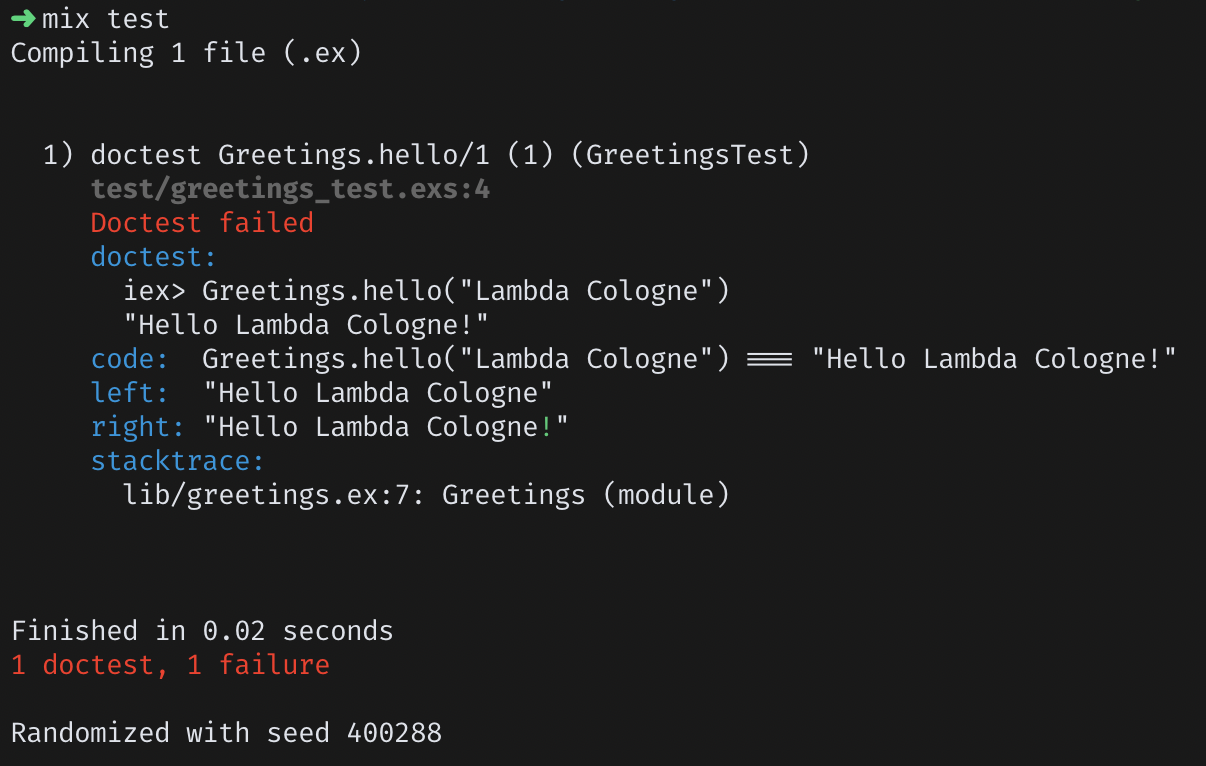 ➜ mix test
Compiling 1 file (.ex)
1) doctest Greetings.hello/1 (1) (GreetingsTest)
test/greetings_test.exs:4
Doctest failed
doctest:
iex> Greetings.hello("Lambda Cologne")
"Hello Lambda Cologne!"
code:  Greetings.hello("Lambda Cologne") === "Hello Lambda Cologne!"
left:  "Hello Lambda Cologne"
right: "Hello Lambda Cologne!"
stacktrace:
lib/greetings.ex:7: Greetings (module)
Finished in 0.02 seconds
1 doctest, 1 failure
Randomized with seed 400288